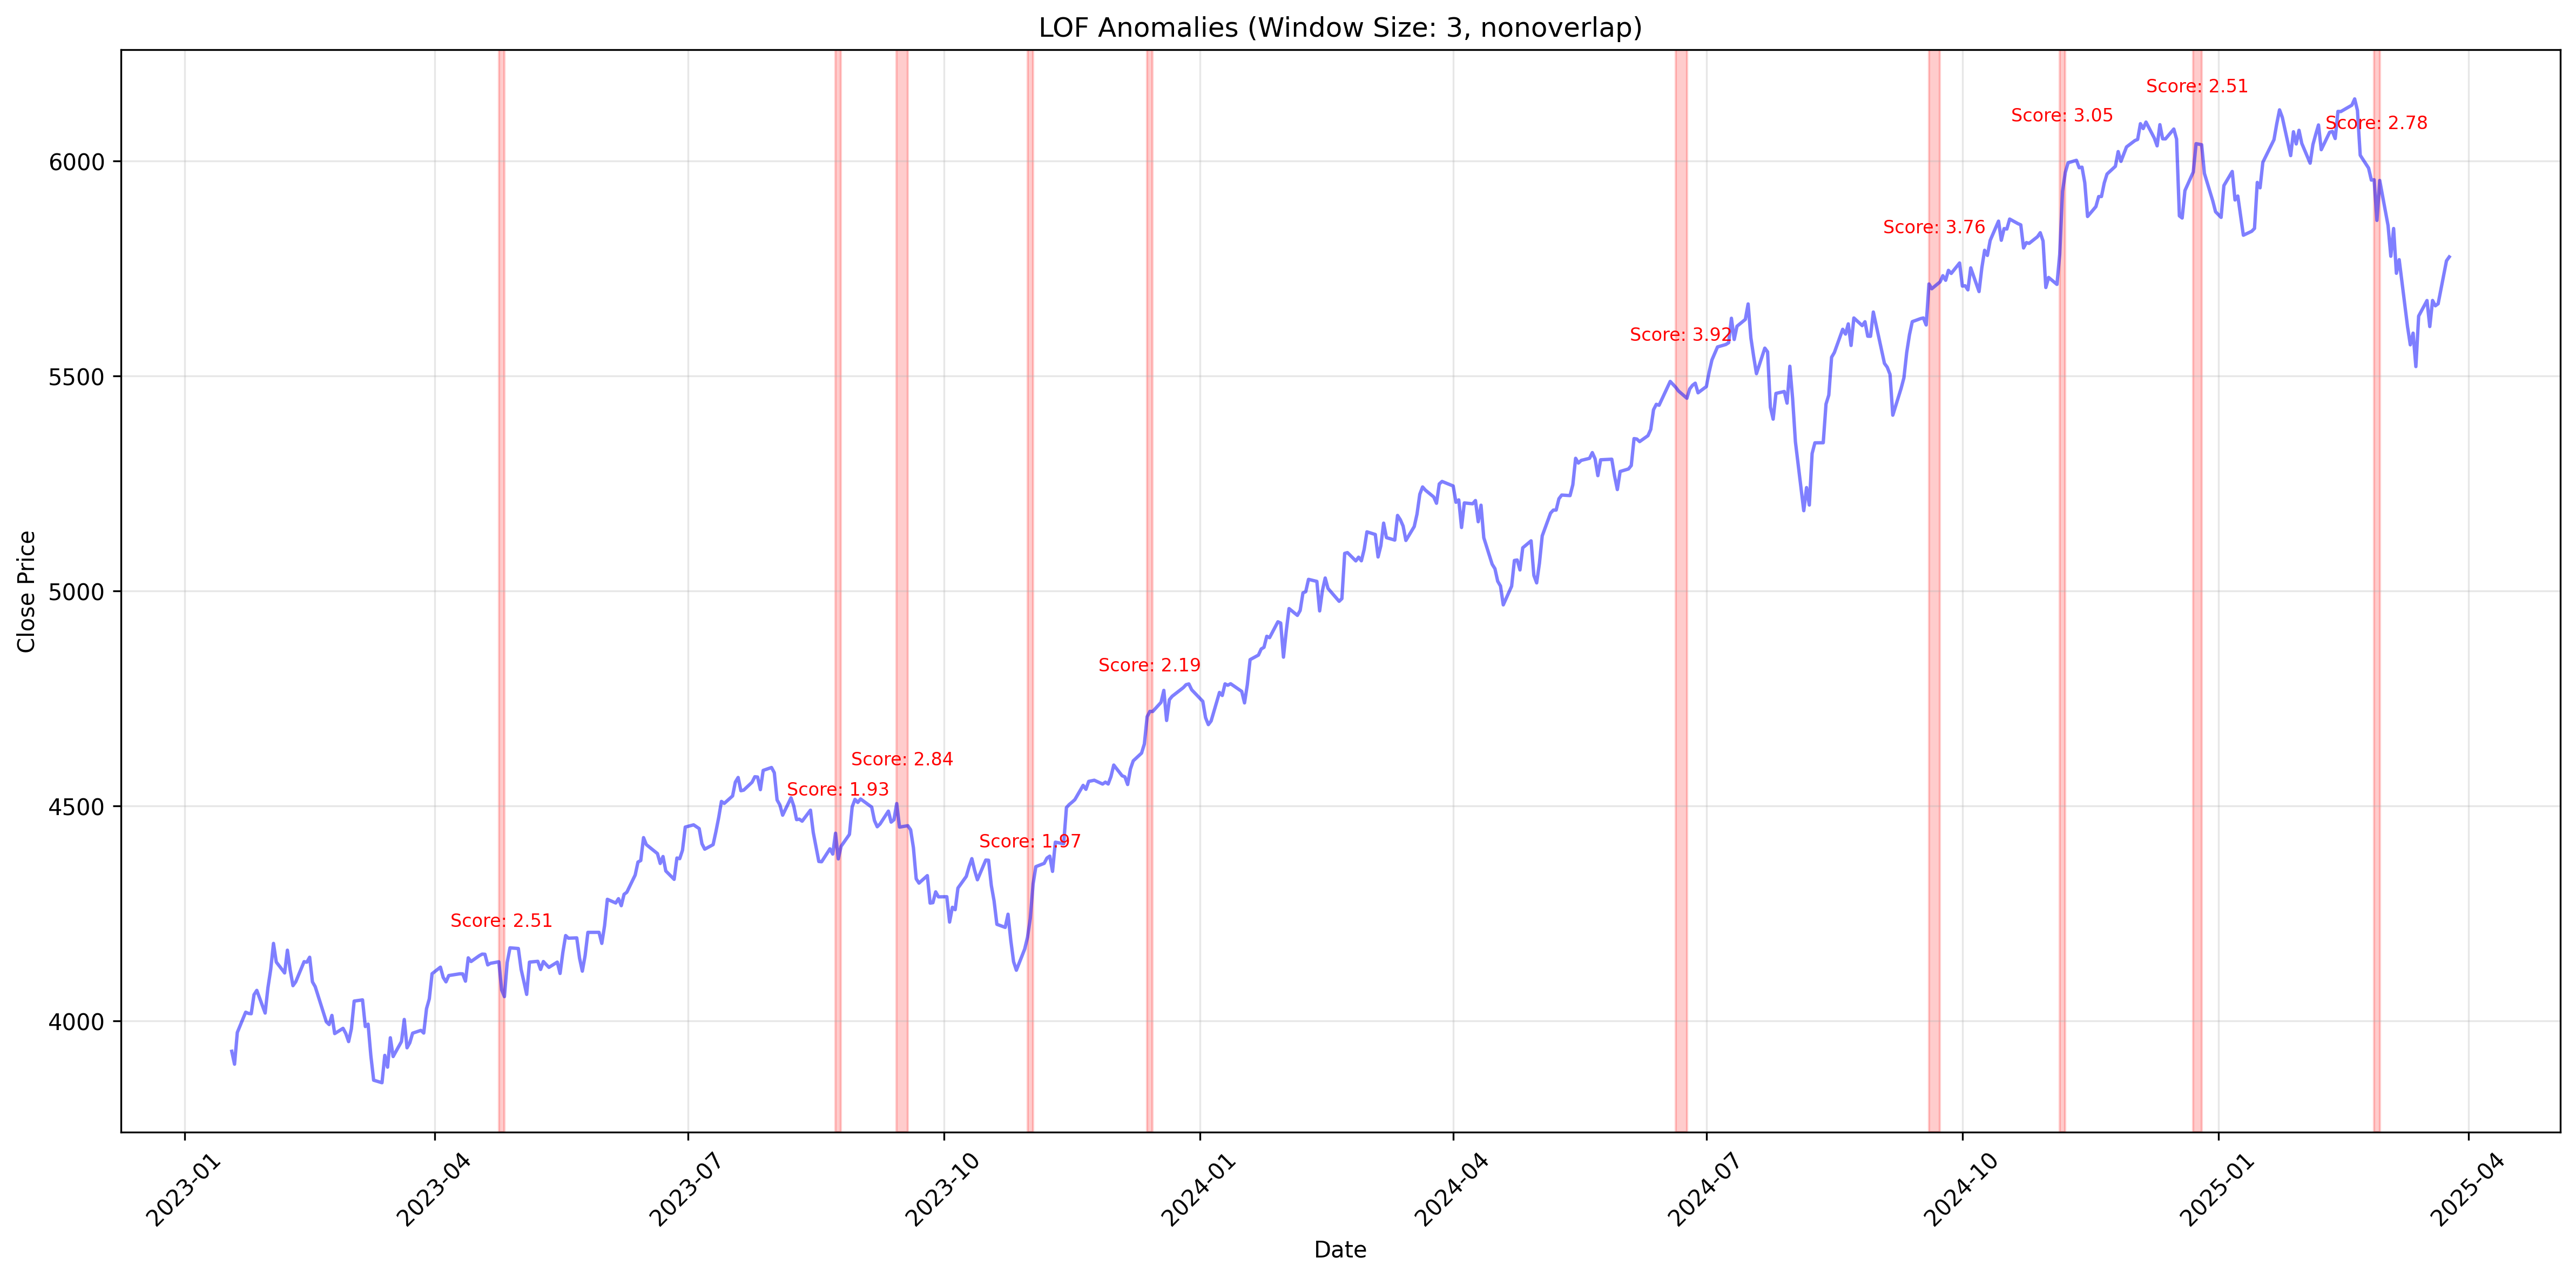 LOF Anomalies (Window Size: 3, nonoverlap)
Close Price
6000
5500
5000
4500
4000
Score: 2.51
Score: 1.93
Score: 2.84
Score: 1.97
Score: 2.19
Score: 3.92
Score: 3.76
Score: 3.05
Score: 2.51
Score: 2.78
2023-01
2023-04
2023-07
2023-10
2024-01
2024-04
2024-07
2024-10
2025-01
2025-04
Date